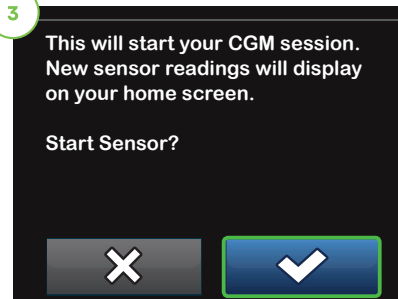 3
This will start your CGM session.
New sensor readings will display
on your home screen.
Start Sensor?